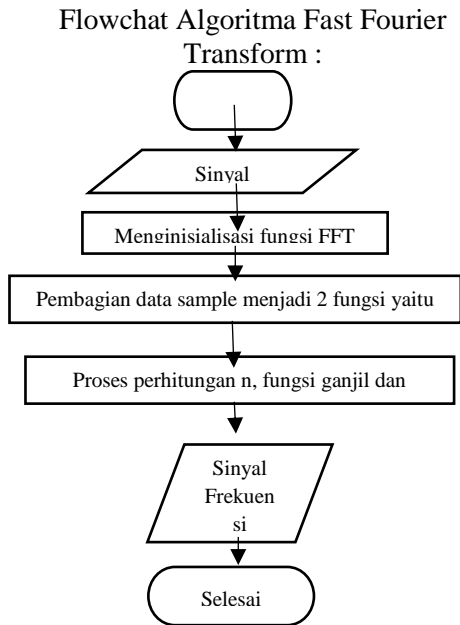 Flowchat Algoritma Fast Fourier
Transform :
Sinyal
Menginisialisasi fungsi FFT
Pembagian data sample menjadi 2 fungsi yaitu
Proses perhitungan n, fungsi ganjil dan
Sinyal
Frekuen
si
Selesai